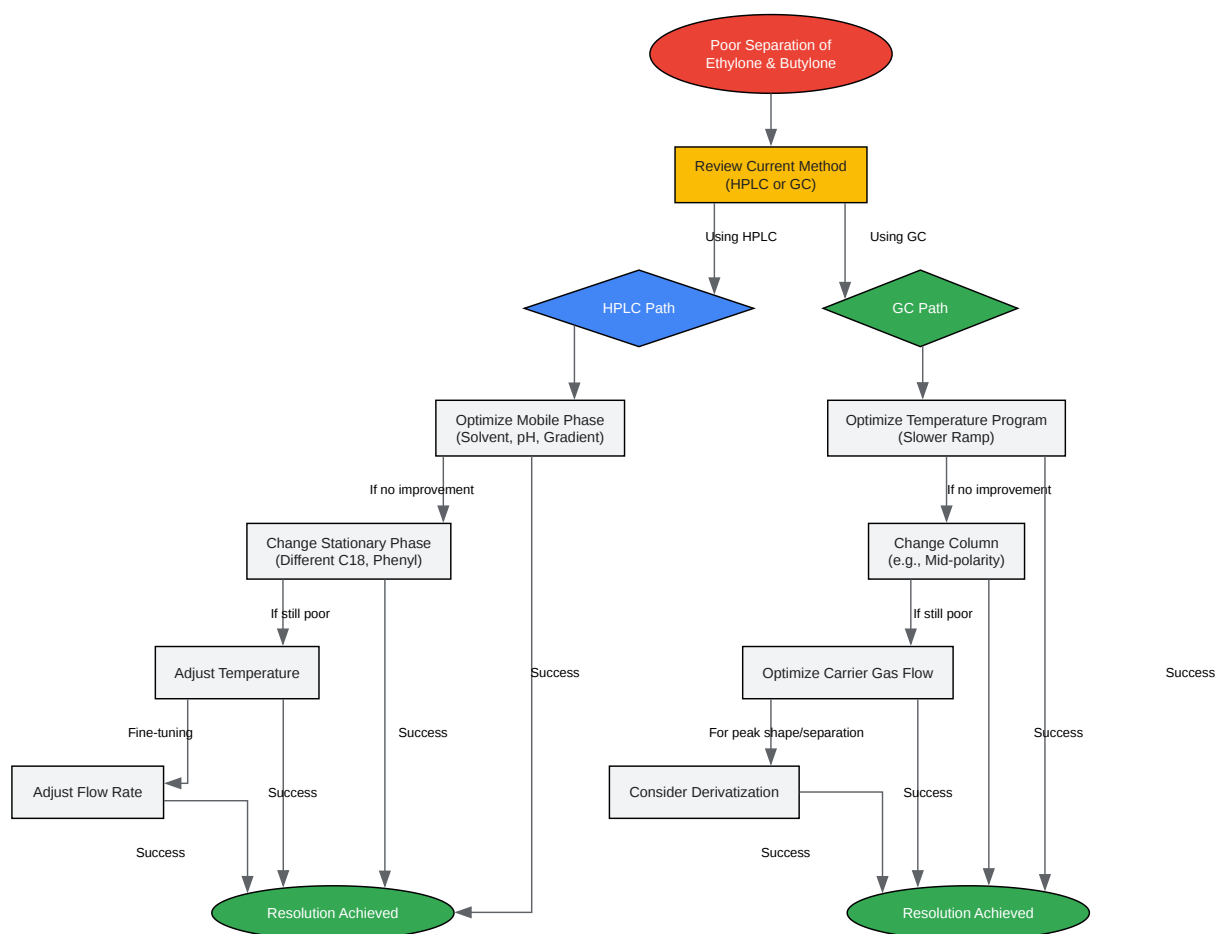 Poor Separation of
Ethylone & Butylone
Review Current Method
(HPLC or GC)
Using HPLC
Using GC
HPLC Path
GC Path
Optimize Mobile Phase
(Solvent, pH, Gradient)
Optimize Temperature Program
(Slower Ramp)
If no improvement
If no improvement
Change Stationary Phase
(Different C18, Phenyl)
Change Column
(e.g., Mid-polarity)
If still poor
If still poor
Adjust Temperature
Success
Optimize Carrier Gas Flow
Success
Fine-tuning
Success
For peak shape/separation
Success
Adjust Flow Rate
Success
Consider Derivatization
Success
Success
Success
Resolution Achieved
Resolution Achieved